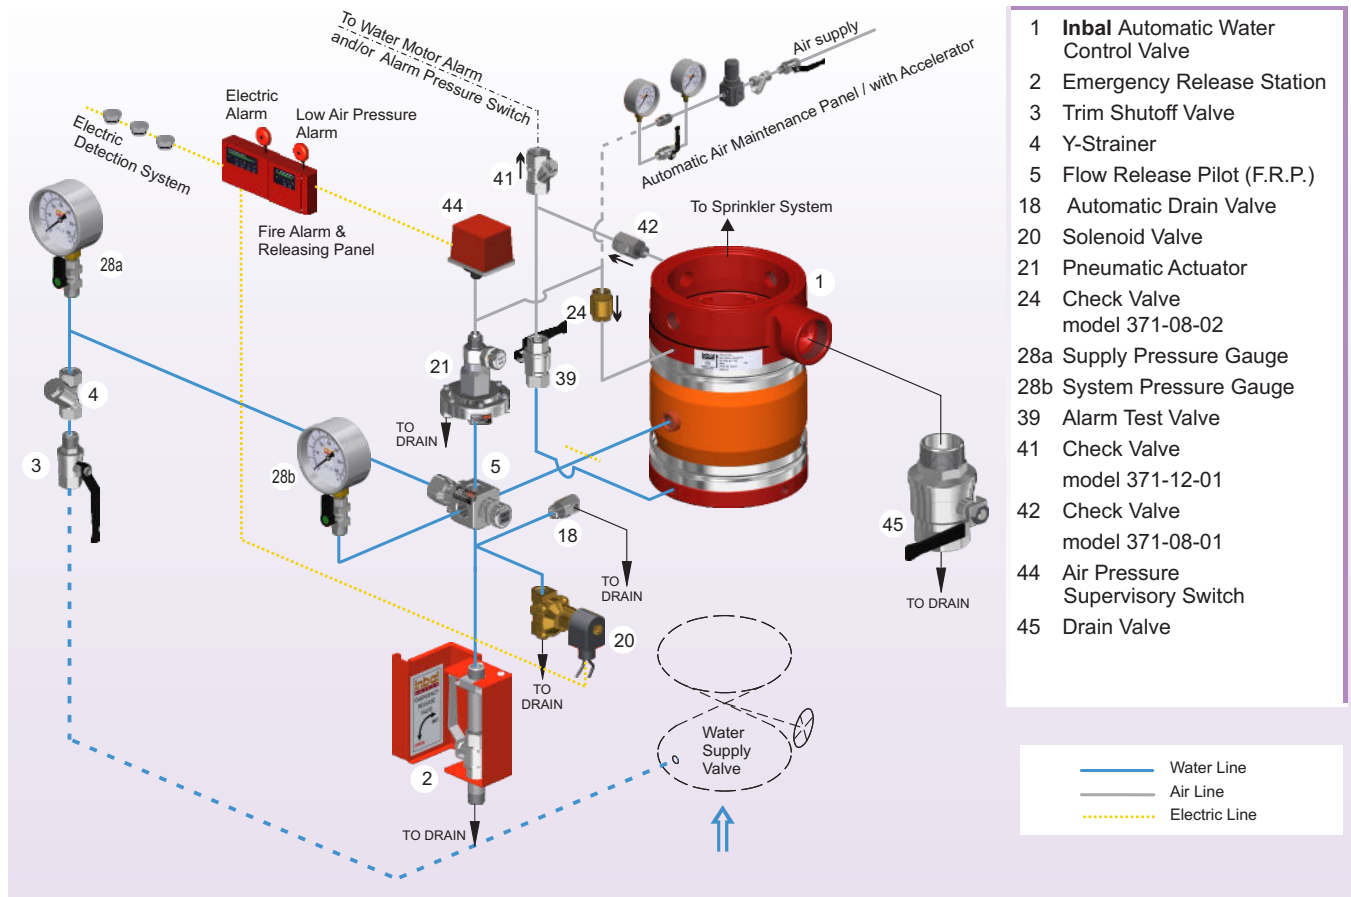 To Water Motor Alarm
and/or Alarm Pressure Switch
Air supply
Automatic Air Maintenance Panel / with Accelerator
Electric
Alarm
Low Air Pressure
Alarm
Electric
Detection System
Fire Alarm &
Releasing Panel
41
44
42
To Sprinkler System
28a
1
24
21
39
4
TO
DRAIN
3
5
28b
18
45
TO
DRAIN
TO DRAIN
20
TO
DRAIN
inbal
EMERGENCY
RELEASE
Water
Supply
Valve
2
TO DRAIN
1 Inbal Automatic Water
Control Valve
2 Emergency Release Station
3 Trim Shutoff Valve
4 Y-Strainer
5 Flow Release Pilot (F.R.P.)
18 Automatic Drain Valve
20 Solenoid Valve
21 Pneumatic Actuator
24 Check Valve
model 371-08-02
28a Supply Pressure Gauge
28b System Pressure Gauge
39 Alarm Test Valve
41 Check Valve
model 371-12-01
42 Check Valve
model 371-08-01
44 Air Pressure
Supervisory Switch
45 Drain Valve
Water Line
Air Line
Electric Line